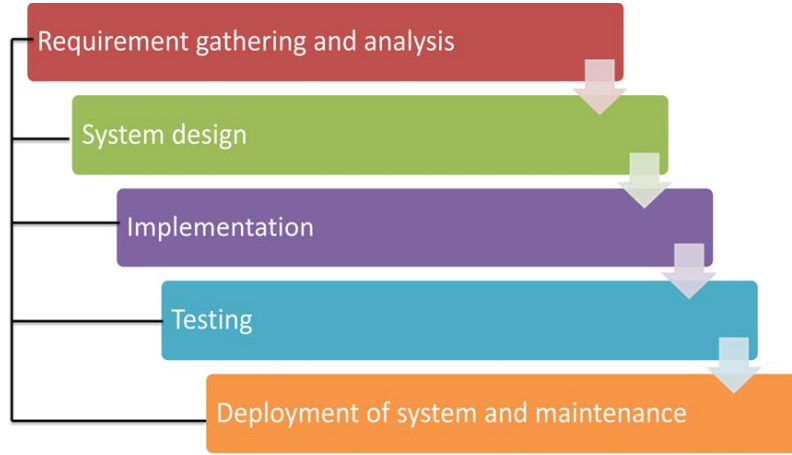 Requirement gathering and analysis
System design
Implementation
Testing
Deployment of system and maintenance